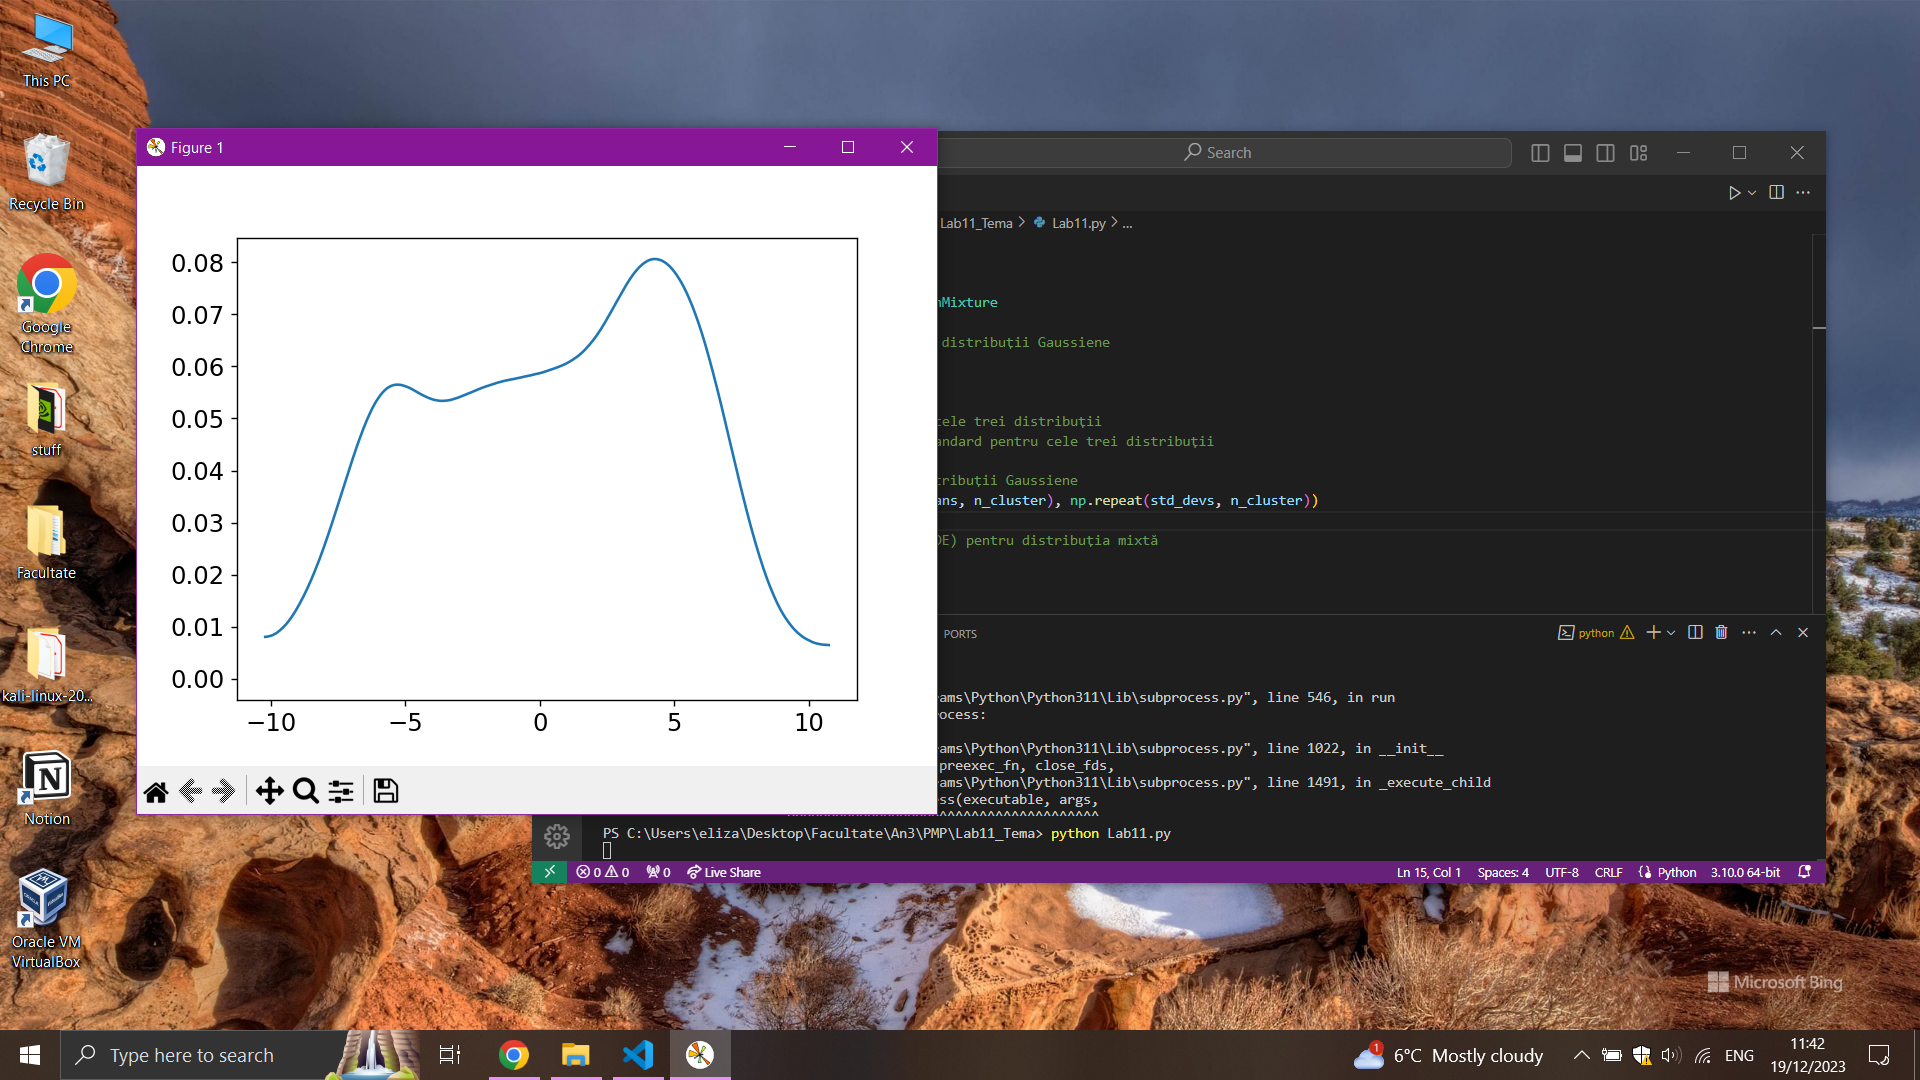 This PC
Recycle Bin
Google
Chrome
stuff
Facultate
kali-linux-20...
Notion
Oracle VM
VirtualBox
Figure 1
0.08
0.07
0.06
0.05
0.04
0.03
0.02
0.01
0.00
−10 −5 0 5 10
Search
Lab11_Tema > Lab11.py > ...
nMixture
distribuții Gaussiene
cele trei distribuții
andard pentru cele trei distribuții
tribuții Gaussiene
ans, n_cluster), np.repeat(std_devs, n_cluster))
DE) pentru distribuția mixtă
PORTS
python
ams\Python\Python311\Lib\subprocess.py", line 546, in run
ocess:
ams\Python\Python311\Lib\subprocess.py", line 1022, in __init__
preexec_fn, close_fds,
ams\Python\Python311\Lib\subprocess.py", line 1491, in _execute_child
ss(executable, args,
^^^^^^^^^^^^^^^^^^^^
PS C:\Users\eliza\Desktop\Facultate\An3\PMP\Lab11_Tema> python Lab11.py
0 0 0 Live Share
Ln 15, Col 1 Spaces: 4 UTF-8 CRLF Python 3.10.0 64-bit
Microsoft Bing
Type here to search
1 6°C Mostly cloudy
ENG
11:42
19/12/2023